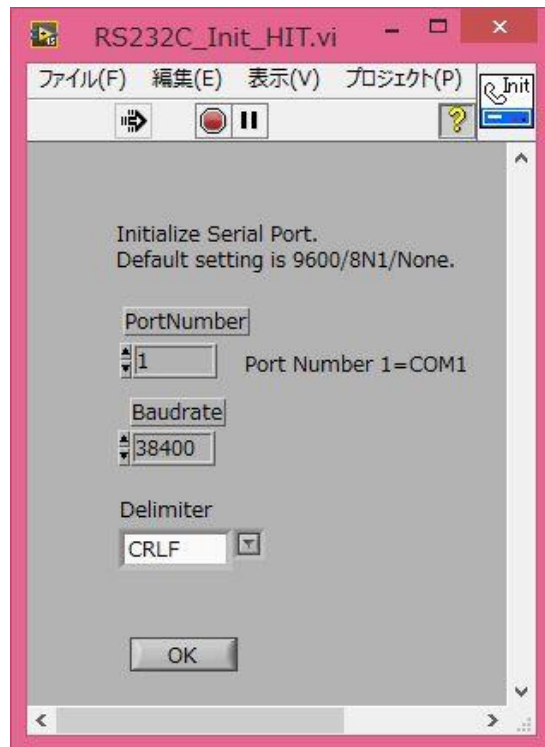 RS232C_Init_HIT.vi
ファイル(F) 編集(E) 表示(V) プロジェクト(P)
Init
Initialize Serial Port.
Default setting is 9600/8N1/None.
PortNumber
1 Port Number 1=COM1
Baudrate
38400
Delimiter
CRLF
OK